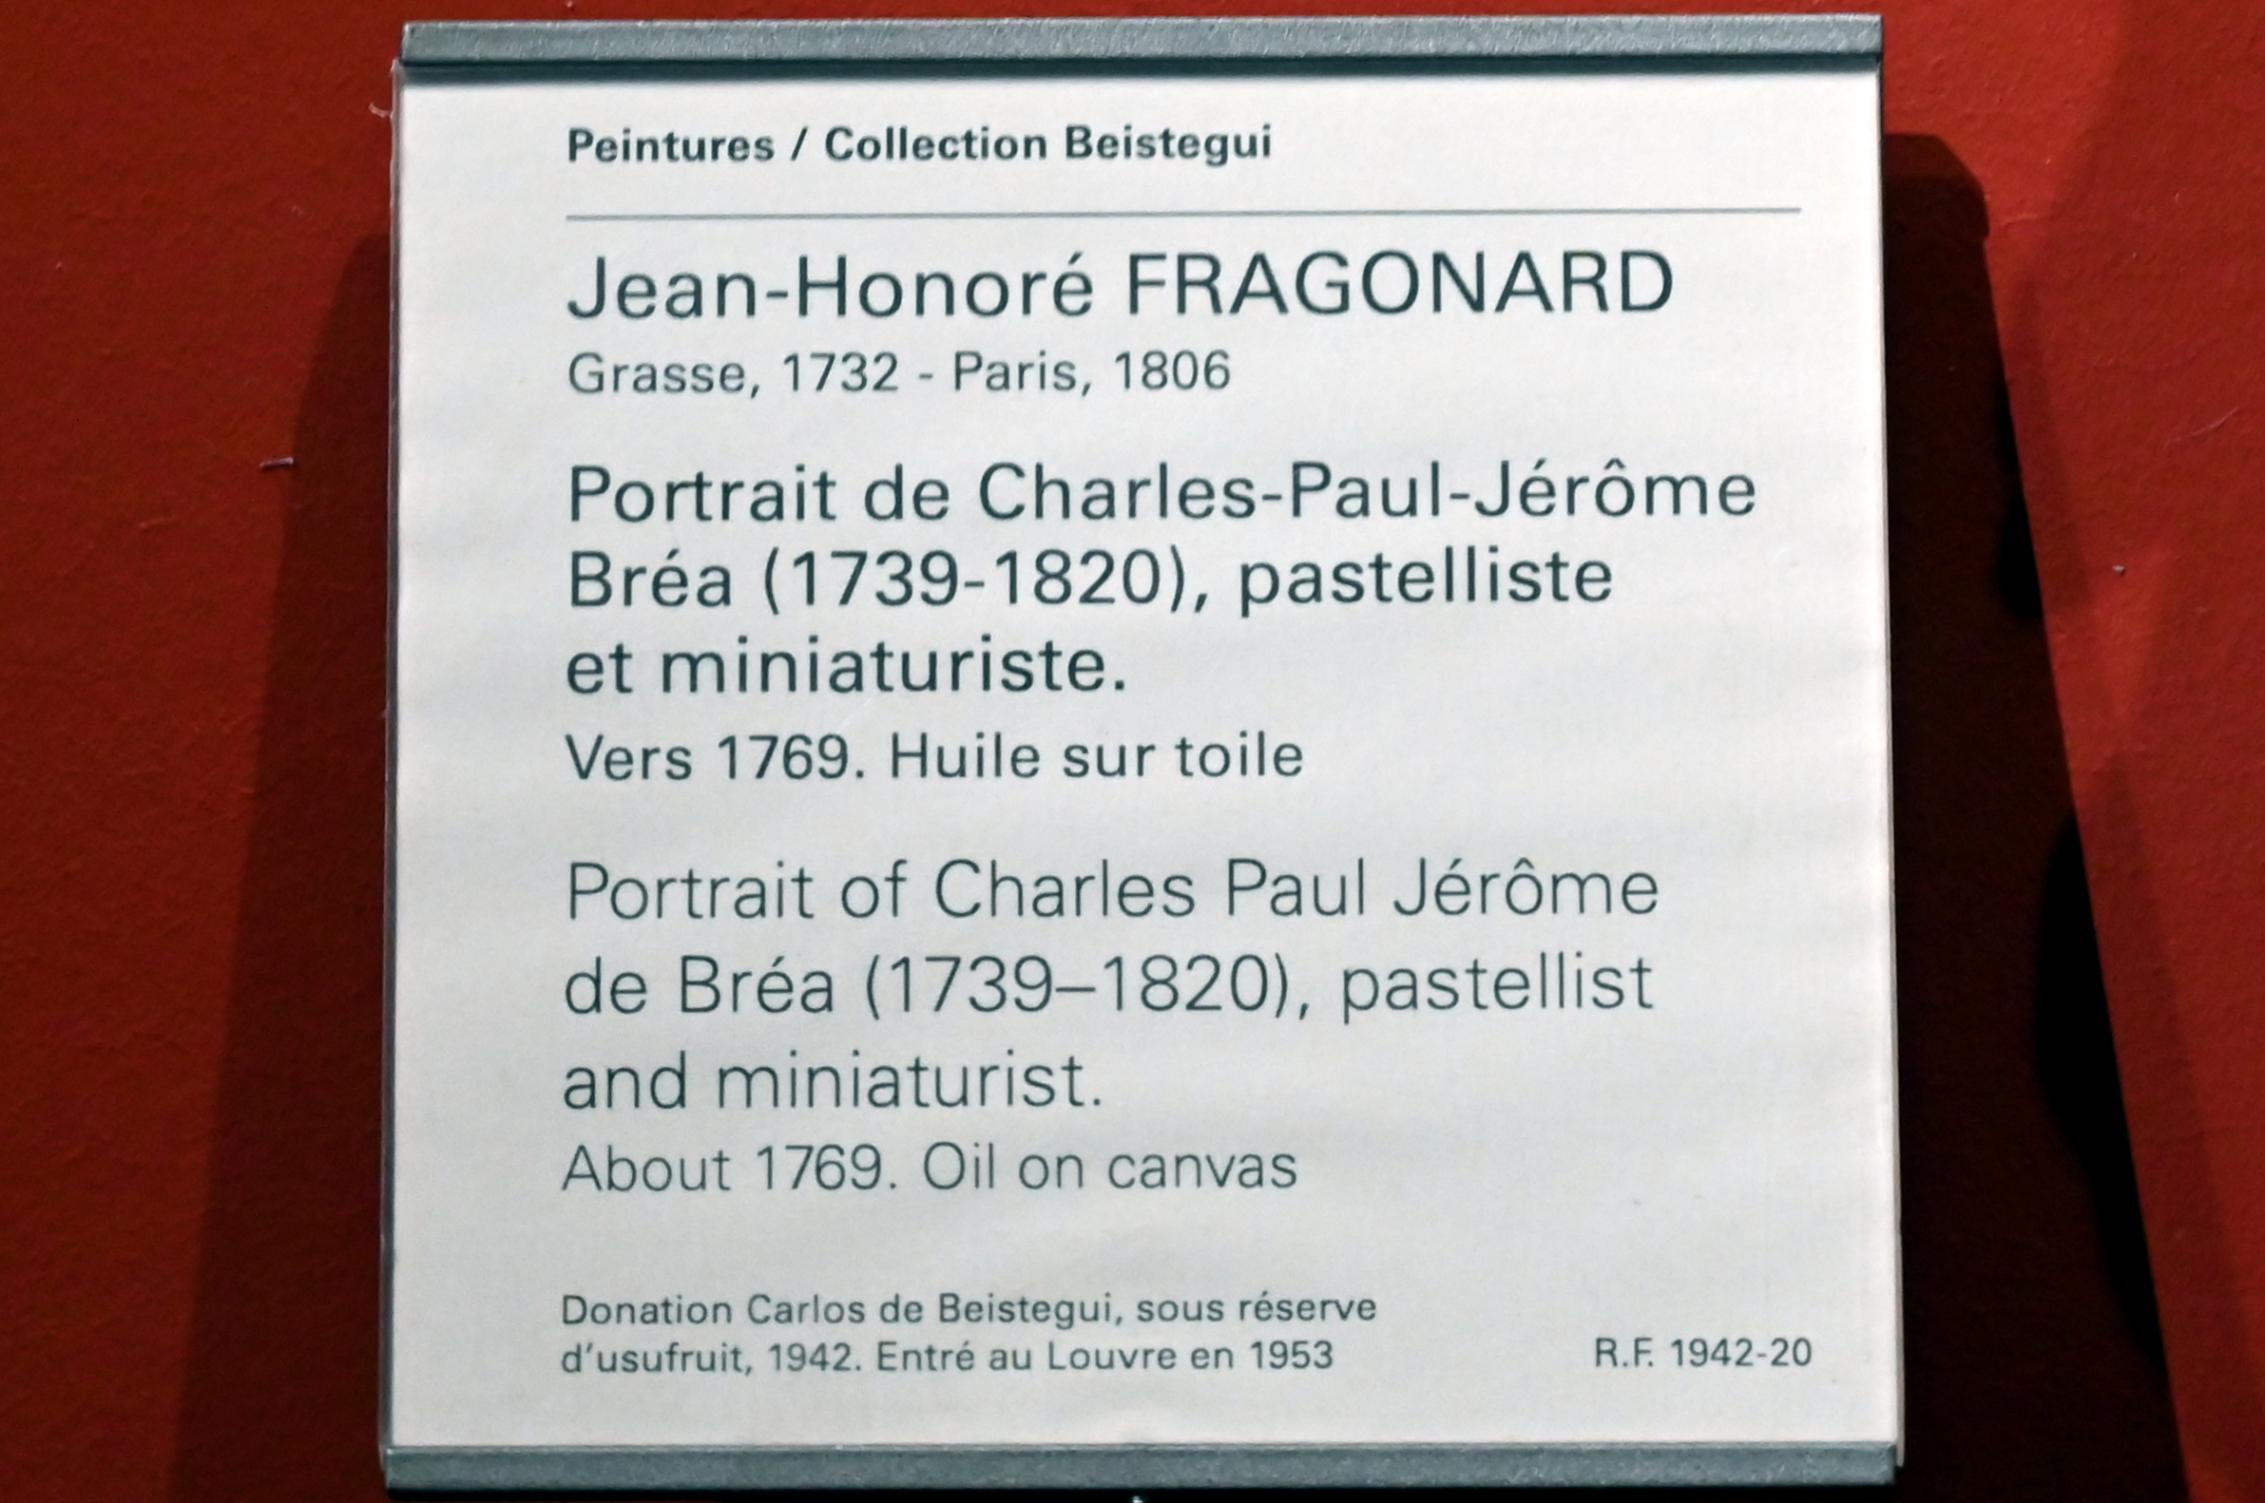 Peintures / Collection Beistegui
Jean-Honoré FRAGONARD
Grasse, 1732 - Paris, 1806
Portrait de Charles-Paul-Jérôme
Bréa (1739-1820), pastelliste
et miniaturiste.
Vers 1769. Huile sur toile
Portrait of Charles Paul Jérôme
de Bréa (1739–1820), pastellist
and miniaturist.
About 1769. Oil on canvas
Donation Carlos de Beistegui, sous réserve
d'usufruit, 1942. Entré au Louvre en 1953
R.F. 1942-20